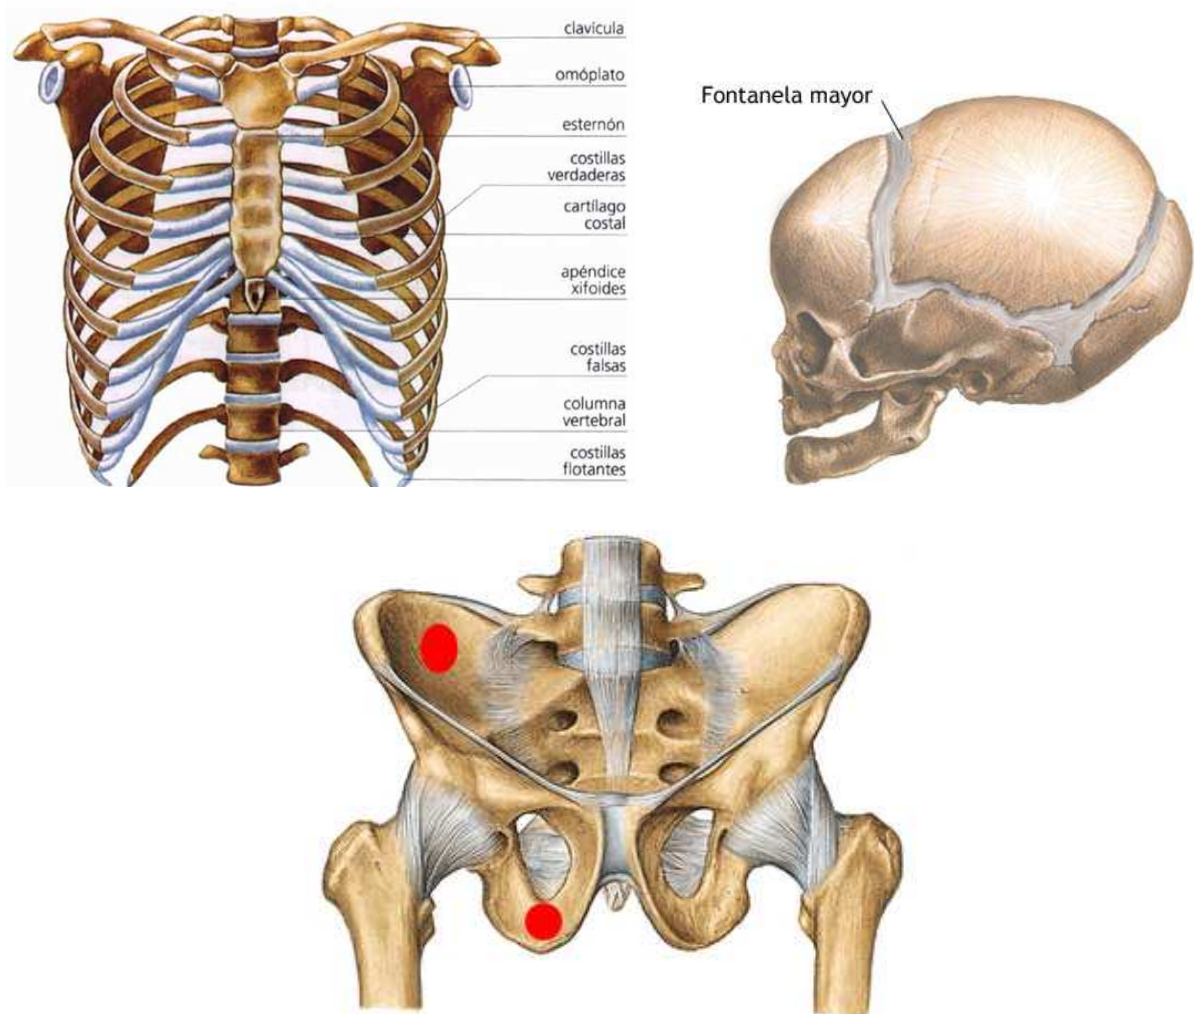 clavícula
omóplato
esternón
costillas
verdaderas
cartílago
costal
apéndice
xifoides
costillas
falsas
columna
vertebral
costillas
flotantes
Fontanela mayor